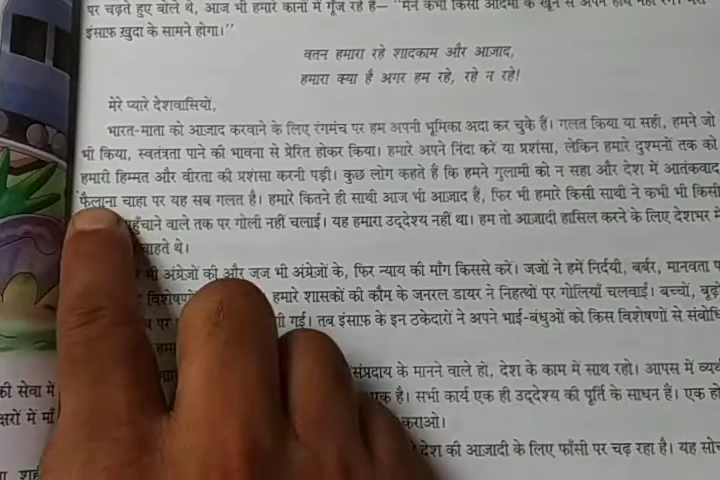 पर चढ़ते हुए बोले थे, आज भी हमारे कानों में गूँज रहे हैं— "मैंने कभी किसी आदमी के खून से अपने हाथ नहीं रंगे।
इंसाफ़ ख़ुदा के सामने होगा।"
वतन हमारा रहे शादकाम और आज़ाद,
हमारा क्या है अगर हम रहे, रहे न रहे!
मेरे प्यारे देशवासियों,
भारत-माता को आज़ाद करवाने के लिए रंगमंच पर हम अपनी भूमिका अदा कर चुके हैं। गलत किया या सही, हमने जो
भी किया, स्वतंत्रता पाने की भावना से प्रेरित होकर किया। हमारे अपने निंदा करें या प्रशंसा, लेकिन हमारे दुश्मनों तक को
हमारी हिम्मत और वीरता की प्रशंसा करनी पड़ी। कुछ लोग कहते हैं कि हमने गुलामी को न सहा और देश में आतंकवाद
फैलाना चाहा पर यह सब गलत है। हमारे कितने ही साथी आज भी आज़ाद हैं, फिर भी हमारे किसी साथी ने कभी भी किसी
पहुँचाने वाले तक पर गोली नहीं चलाई। यह हमारा उद्देश्य नहीं था। हम तो आज़ादी हासिल करने के लिए देशभर में
चाहते थे।
भी अंग्रेज़ों की और जज भी अंग्रेज़ों के, फिर न्याय की माँग किससे करें। जजों ने हमें निर्दयी, बर्बर, मानवता
विशेषणों हमारे शासकों की कौम के जनरल डायर ने निहत्थों पर गोलियाँ चलवाईं। बच्चों, बूढ़ों
पर गई। तब इंसाफ़ के इन ठकेदारों ने अपने भाई-बंधुओं को किस विशेषणों से संबोधि
संप्रदाय के मानने वाले हो, देश के काम में साथ रहो। आपस में व्यर्थ
की सेवा में एक है। सभी कार्य एक ही उद्देश्य की पूर्ति के साधन हैं। एक हो
क्षरों में माँ कराओ।
देश की आज़ादी के लिए फाँसी पर चढ़ रहा है। यह सोच